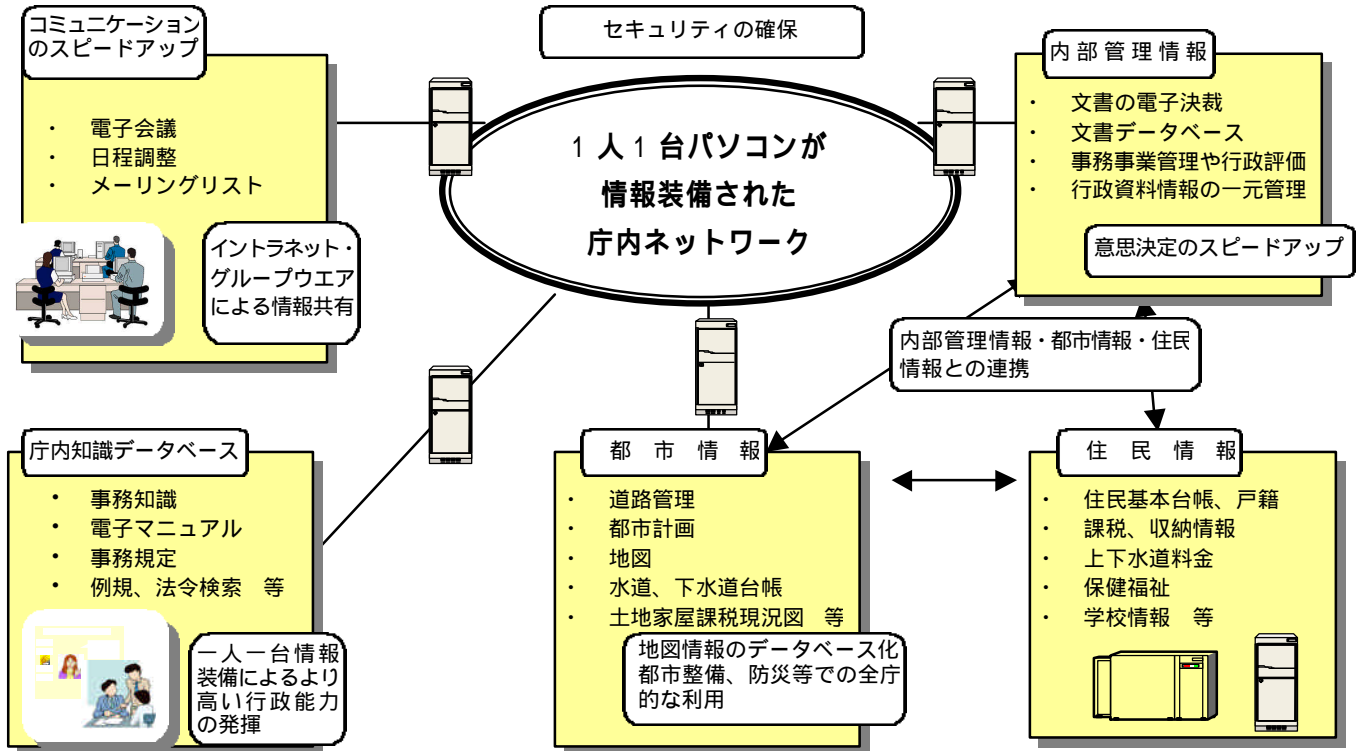 コミュニケーション
のスピードアップ
・ 電子会議
・ 日程調整
・ メーリングリスト
イントラネット・
グループウエア
による情報共有
セキュリティの確保
1人1台パソコンが
情報装備された
庁内ネットワーク
内部管理情報
・ 文書の電子決裁
・ 文書データベース
・ 事務事業管理や行政評価
・ 行政資料情報の一元管理
意思決定のスピードアップ
内部管理情報・都市情報・住民
情報との連携
庁内知識データベース
・ 事務知識
・ 電子マニュアル
・ 事務規定
・ 例規、法令検索 等
一人一台情報
装備によるより
高い行政能力
の発揮
都市情報
・ 道路管理
・ 都市計画
・ 地図
・ 水道、下水道台帳
・ 土地家屋課税現況図 等
地図情報のデータベース化
都市整備、防災等での全庁
的な利用
住民情報
・ 住民基本台帳、戸籍
・ 課税、収納情報
・ 上下水道料金
・ 保健福祉
・ 学校情報 等